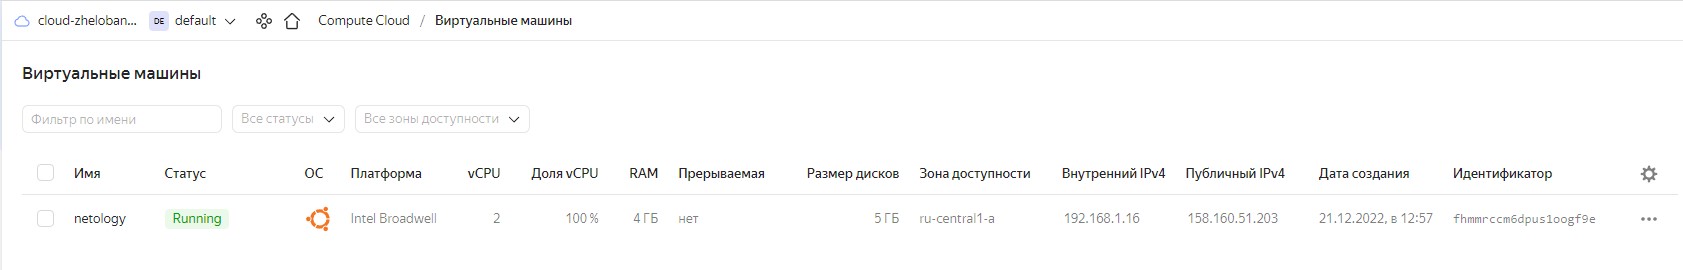 cloud-zheloban... DE default Compute Cloud / Виртуальные машины
Виртуальные машины
Фильтр по имени Все статусы Все зоны доступности
Имя Статус ОС Платформа vCPU Доля vCPU RAM Прерываемая Размер дисков Зона доступности Внутренний IPv4 Публичный IPv4 Дата создания Идентификатор
netology Running Intel Broadwell 2 100 % 4 ГБ нет 5 ГБ ru-central1-a 192.168.1.16 158.160.51.203 21.12.2022, в 12:57 fhmmrccm6dpus1oogf9e